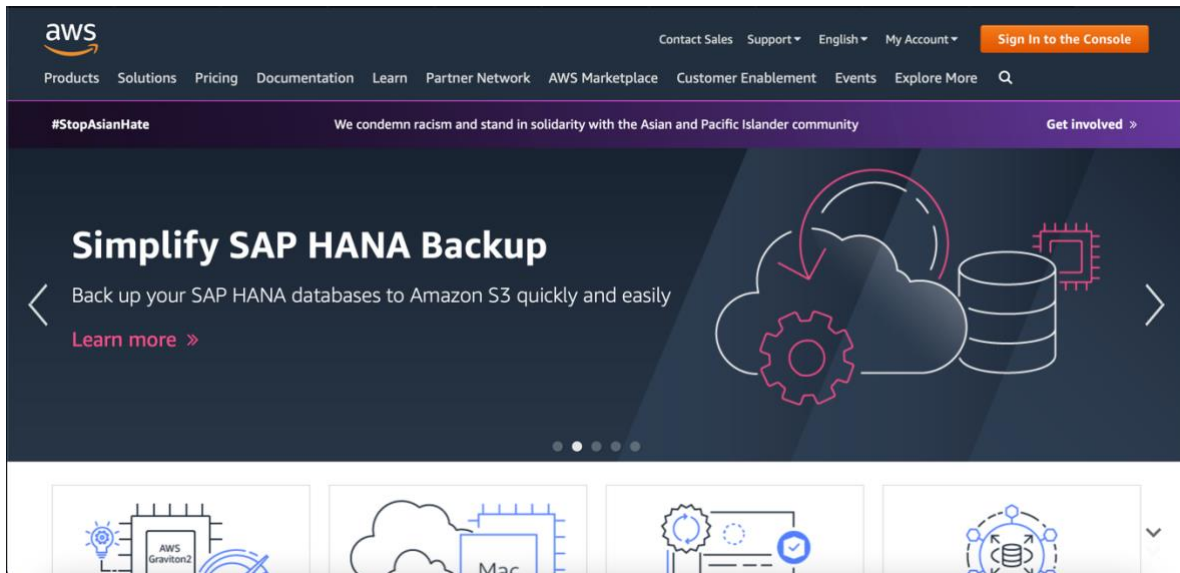 aws
Contact Sales Support English My Account Sign In to the Console
Products Solutions Pricing Documentation Learn Partner Network AWS Marketplace Customer Enablement Events Explore More
#StopAsianHate We condemn racism and stand in solidarity with the Asian and Pacific Islander community Get involved »
Simplify SAP HANA Backup
Back up your SAP HANA databases to Amazon S3 quickly and easily
Learn more »
AWS
Graviton2
Mac